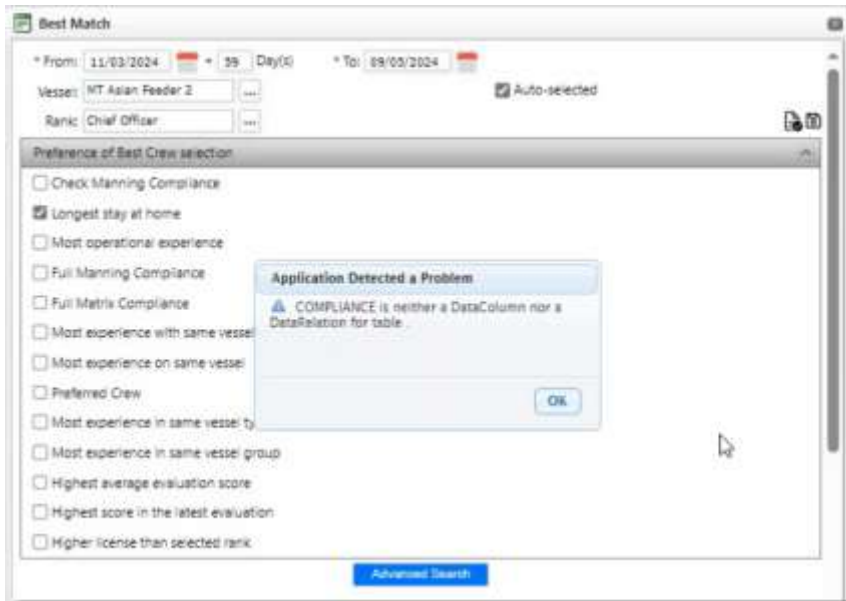 Best Match
* From: 11/03/2024 + 59 Day(s) * To: 09/05/2024
Vessel: MT Asian Feeder 2 ... Auto-selected
Rank: Chief Officer ...
Preference of Best Crew selection
Check Manning Compliance
Longest stay at home
Most operational experience
Full Manning Compliance
Full Matrix Compliance
Most experience with same vessel
Most experience on same vessel
Preferred Crew
Most experience in same vessel ty
Most experience in same vessel group
Highest average evaluation score
Highest score in the latest evaluation
Higher license than selected rank
Application Detected a Problem
COMPLIANCE is neither a DataColumn nor a
DataRelation for table .
OK
Advanced Search